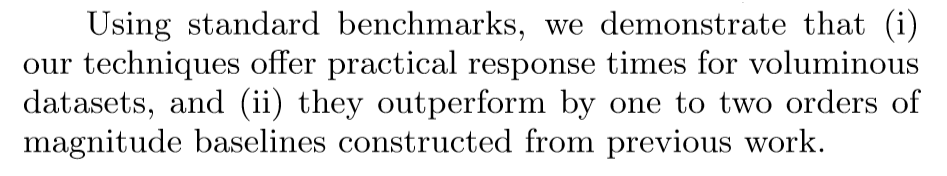 Using standard benchmarks, we demonstrate that (i)
our techniques offer practical response times for voluminous
datasets, and (ii) they outperform by one to two orders of
magnitude baselines constructed from previous work.